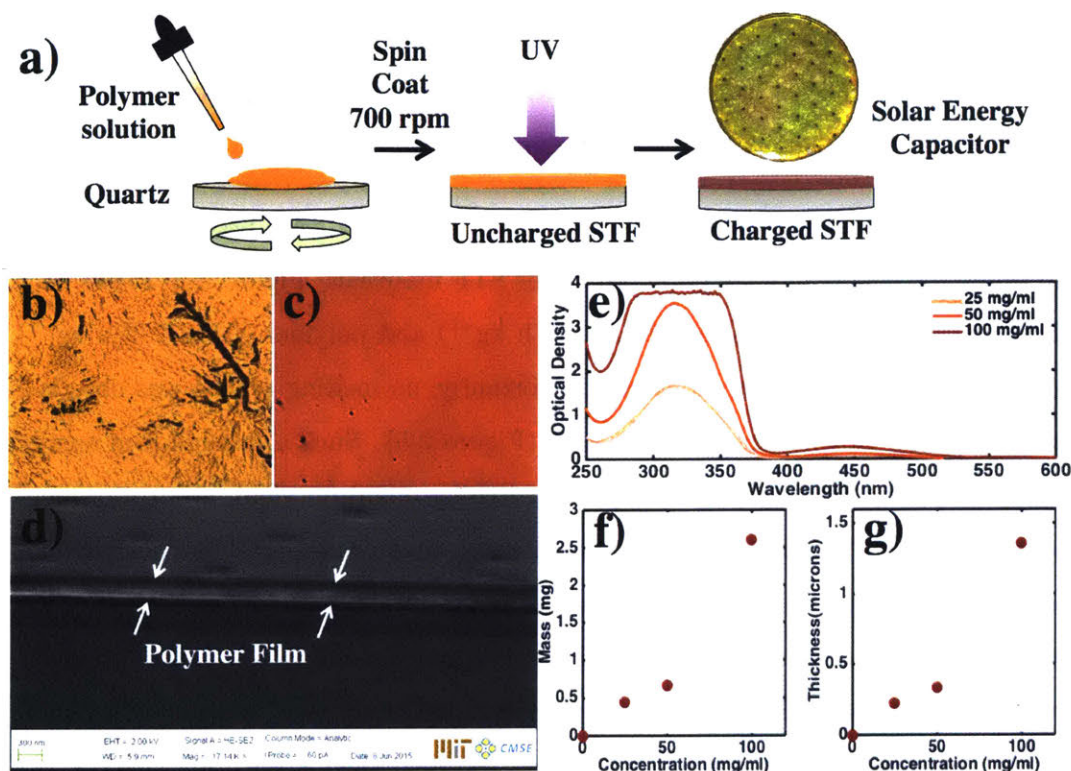 a)
Polymer
solution
Quartz
Spin
Coat
700 rpm
UV
Uncharged STF
Solar Energy
Capacitor
Charged STF
b)
c)
d)
Polymer Film
300 nm
EHT = 2.00 kV
WD = 5.9 mm
Signal A = HE-SE2
Mag = 17.14 K X
Column Mode = Analytic
I Probe = 60 pA
Date :6 Jun 2015
MIT
CMSE
e)
25 mg/ml
50 mg/ml
100 mg/ml
Optical Density
4
3
2
1
0
250 300 350 400 450 500 550 600
Wavelength (nm)
f)
Mass (mg)
3
2.5
2
1.5
1
0.5
0
0 50 100
Concentration (mg/ml)
g)
Thickness(microns)
1.5
1
0.5
0
0 50 100
Concentration (mg/ml)